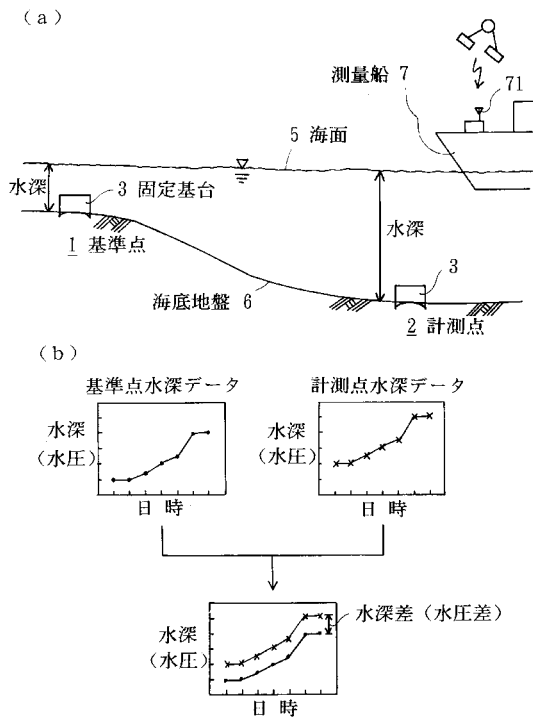 (a)
測量船 7
71
5 海面
水深
3 固定基台
1 基準点
水深
3
海底地盤 6
2 計測点
(b)
基準点水深データ
計測点水深データ
水深
(水圧)
日 時
水深
(水圧)
日 時
水深差(水圧差)
水深
(水圧)
日 時